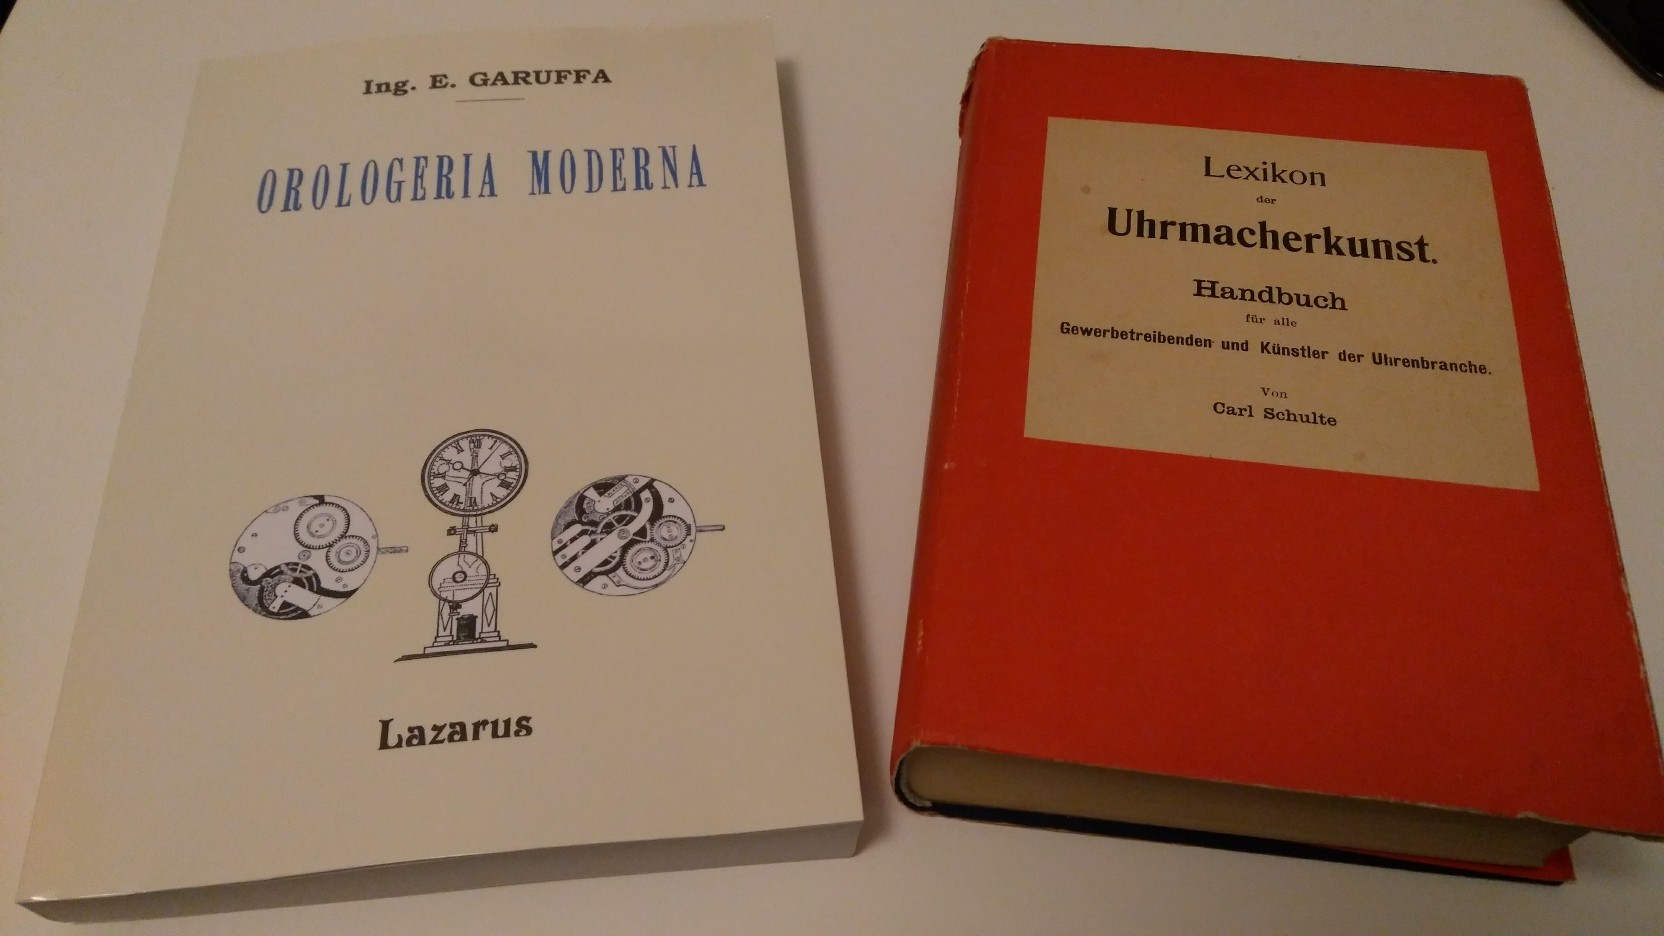 Ing. E. GARUFFA
OROLOGERIA MODERNA
Lazarus
Lexikon
der
Uhrmacherkunst.
Handbuch
für alle
Gewerbetreibenden und Künstler der Uhrenbranche.
Von
Carl Schulte